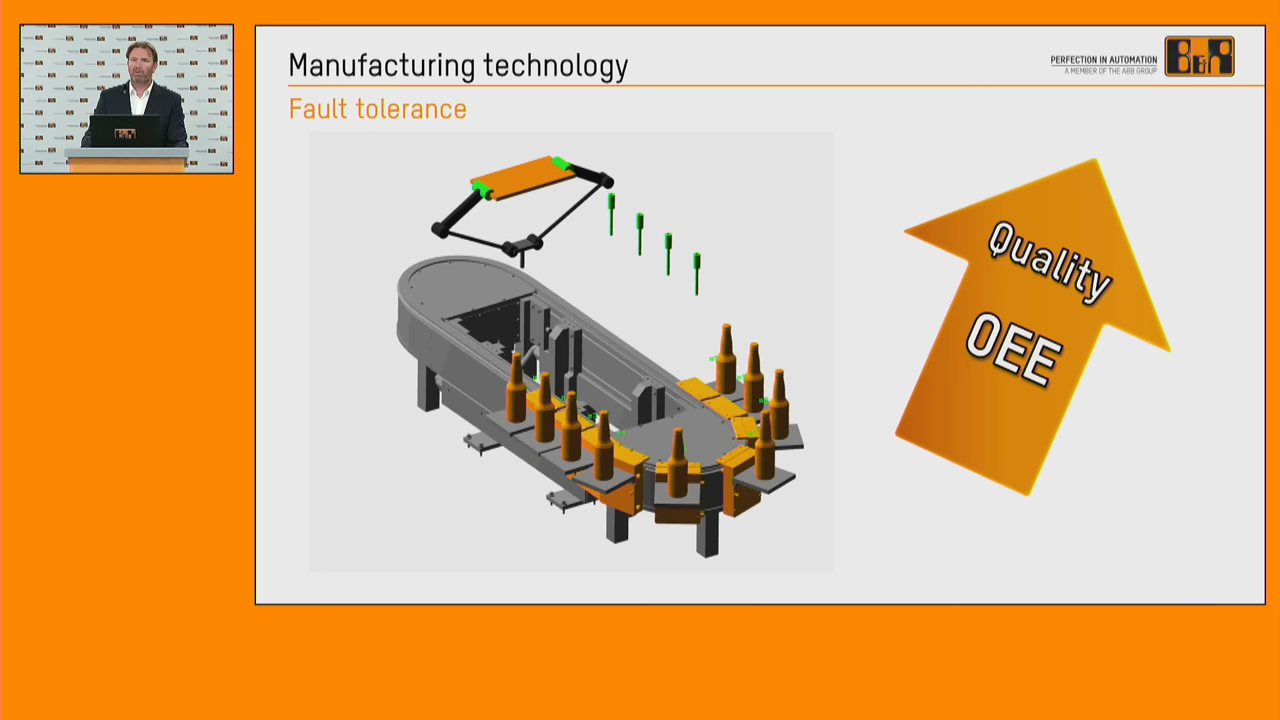 Manufacturing technology
Fault tolerance
PERFECTION IN AUTOMATION
A MEMBER OF THE ABB GROUP
B&R
Quality
OEE
B&R